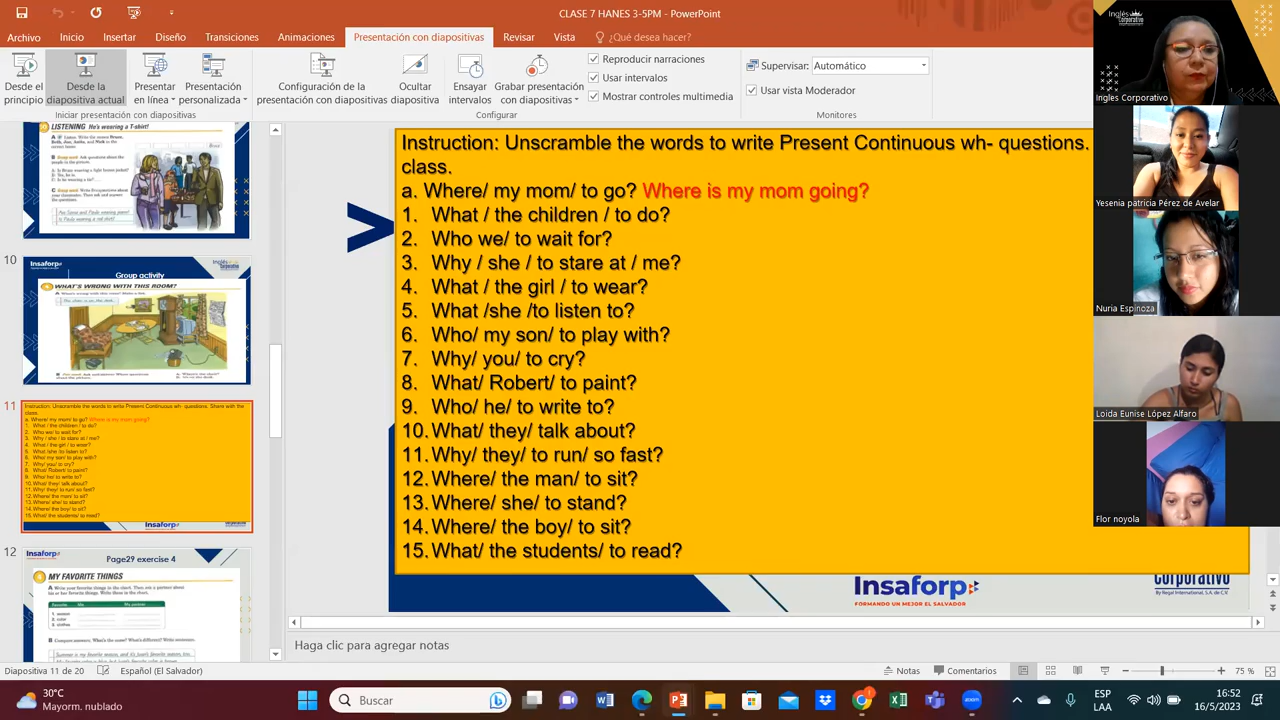 CLASE 7 HANES 3-5PM - PowerPoint
Archivo Inicio Insertar Diseño Transiciones Animaciones Presentación con diapositivas Revisar Vista ¿Qué desea hacer?
Desde el principio
Desde la diapositiva actual
Presentar en línea
Presentación personalizada
Configuración de la presentación con diapositivas
Ocultar diapositiva
Ensayar intervalos
Grabar presentación con diapositivas
Reproducir narraciones
Usar intervalos
Mostrar controles multimedia
Supervisar: Automático
Usar vista Moderador
Iniciar presentación con diapositivas
Configurar
Monitores
LISTENING He's wearing a T-shirt!
10
Insaforp
Group activity
WHAT'S WRONG WITH THIS ROOM?
11
12
Insaforp
Page29 exercise 4
MY FAVORITE THINGS
Instruction: Unscramble the words to write Present Continuous wh- questions.
class.
a. Where/ my mom/ to go? Where is my mom going?
1. What / the children / to do?
2. Who we/ to wait for?
3. Why / she / to stare at / me?
4. What / the girl / to wear?
5. What /she /to listen to?
6. Who/ my son/ to play with?
7. Why/ you/ to cry?
8. What/ Robert/ to paint?
9. Who/ he/ to write to?
10. What/ they/ talk about?
11. Why/ they/ to run/ so fast?
12. Where/ the man/ to sit?
13. Where/ she/ to stand?
14. Where/ the boy/ to sit?
15. What/ the students/ to read?
Insaforp
FORMANDO UN MEJOR EL SALVADOR
Corporativo
By Regal International, S.A. de C.V.
Haga clic para agregar notas
Diapositiva 11 de 20 Español (El Salvador) Notas Comentarios 75 %
Inglés Corporativo
Ingles Corporativo
Yesenia patricia Pérez de Avelar
Nuria Espinoza
Loida Eunise López Alfaro
Flor noyola
30°C
Mayorm. nublado
Buscar
ESP
LAA
16:52
16/5/2023